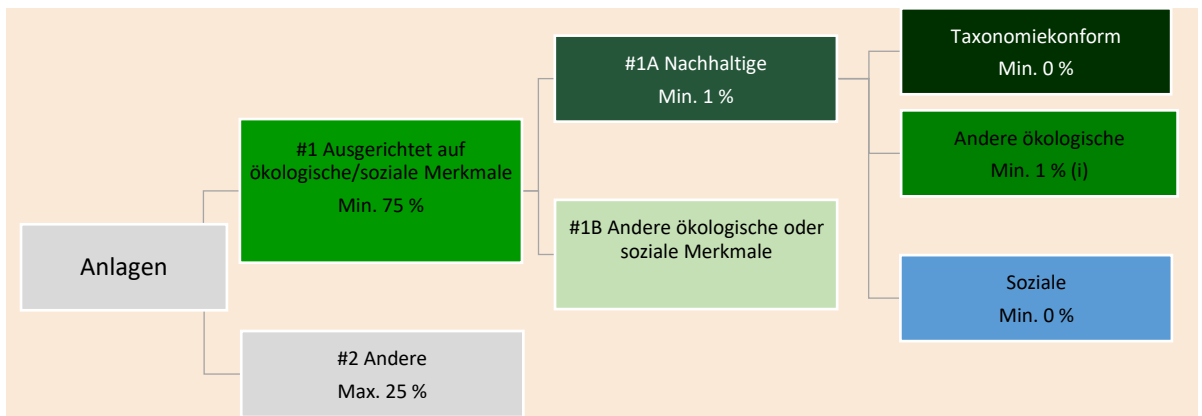 Anlagen
#1 Ausgerichtet auf
ökologische/soziale Merkmale
Min. 75 %
#2 Andere
Max. 25 %
#1A Nachhaltige
Min. 1 %
#1B Andere ökologische oder
soziale Merkmale
Taxonomiekonform
Min. 0 %
Andere ökologische
Min. 1 % (i)
Soziale
Min. 0 %